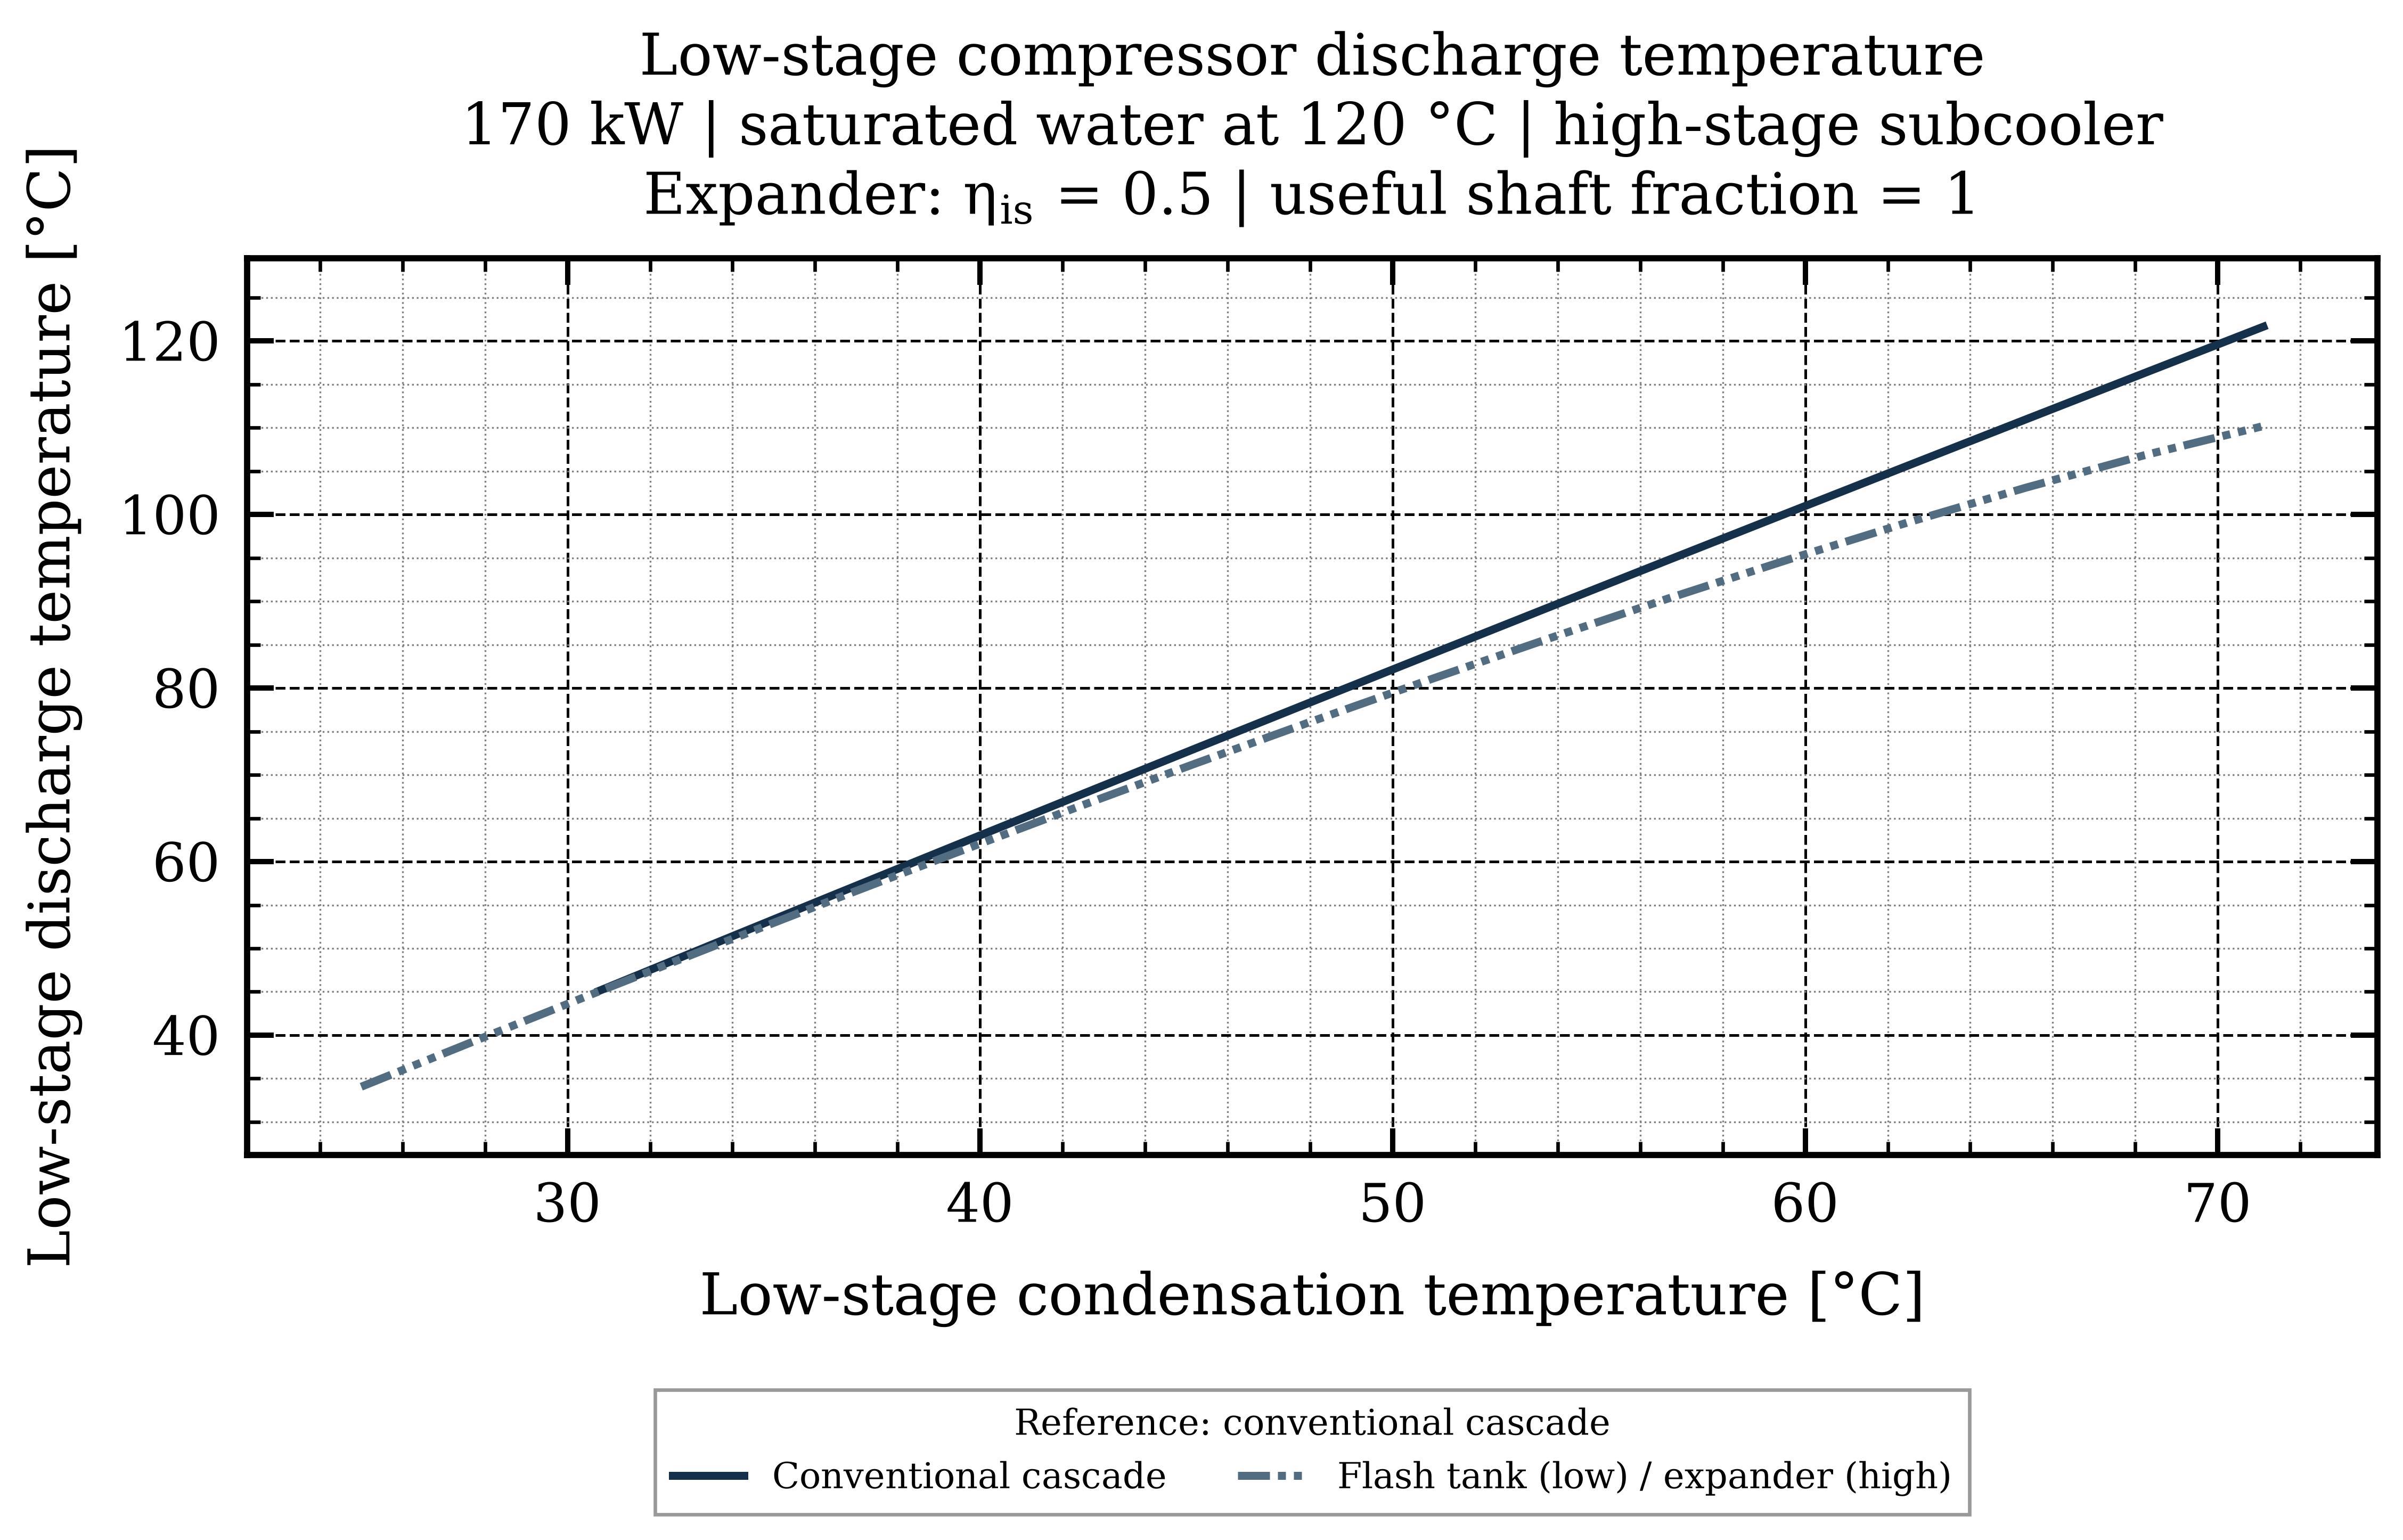 Low-stage compressor discharge temperature
170 kW | saturated water at 120 °C | high-stage subcooler
Expander: ηis = 0.5 | useful shaft fraction = 1
Low-stage discharge temperature [°C]
120
100
80
60
40
30 40 50 60 70
Low-stage condensation temperature [°C]
Reference: conventional cascade
Conventional cascade Flash tank (low) / expander (high)